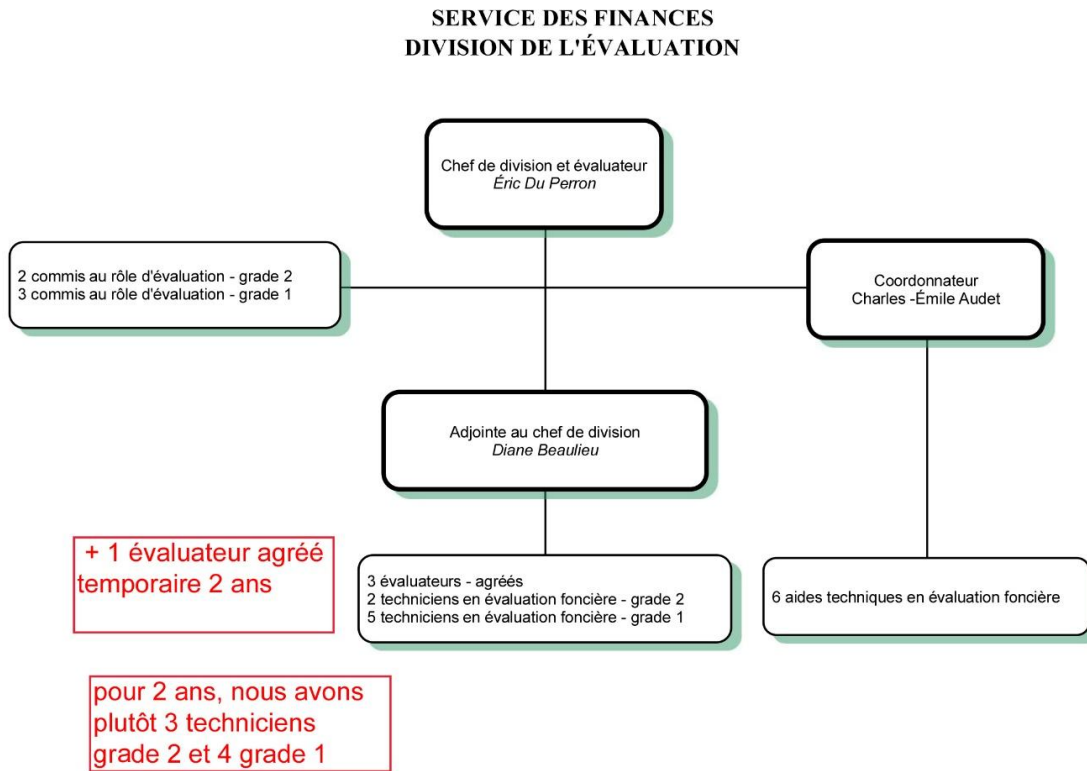 SERVICE DES FINANCES
DIVISION DE L'ÉVALUATION
Chef de division et évaluateur
Éric Du Perron
2 commis au rôle d'évaluation - grade 2
3 commis au rôle d'évaluation - grade 1
Coordonnateur
Charles -Émile Audet
Adjointe au chef de division
Diane Beaulieu
+ 1 évaluateur agréé
temporaire 2 ans
3 évaluateurs - agréés
2 techniciens en évaluation foncière - grade 2
5 techniciens en évaluation foncière - grade 1
6 aides techniques en évaluation foncière
pour 2 ans, nous avons
plutôt 3 techniciens
grade 2 et 4 grade 1